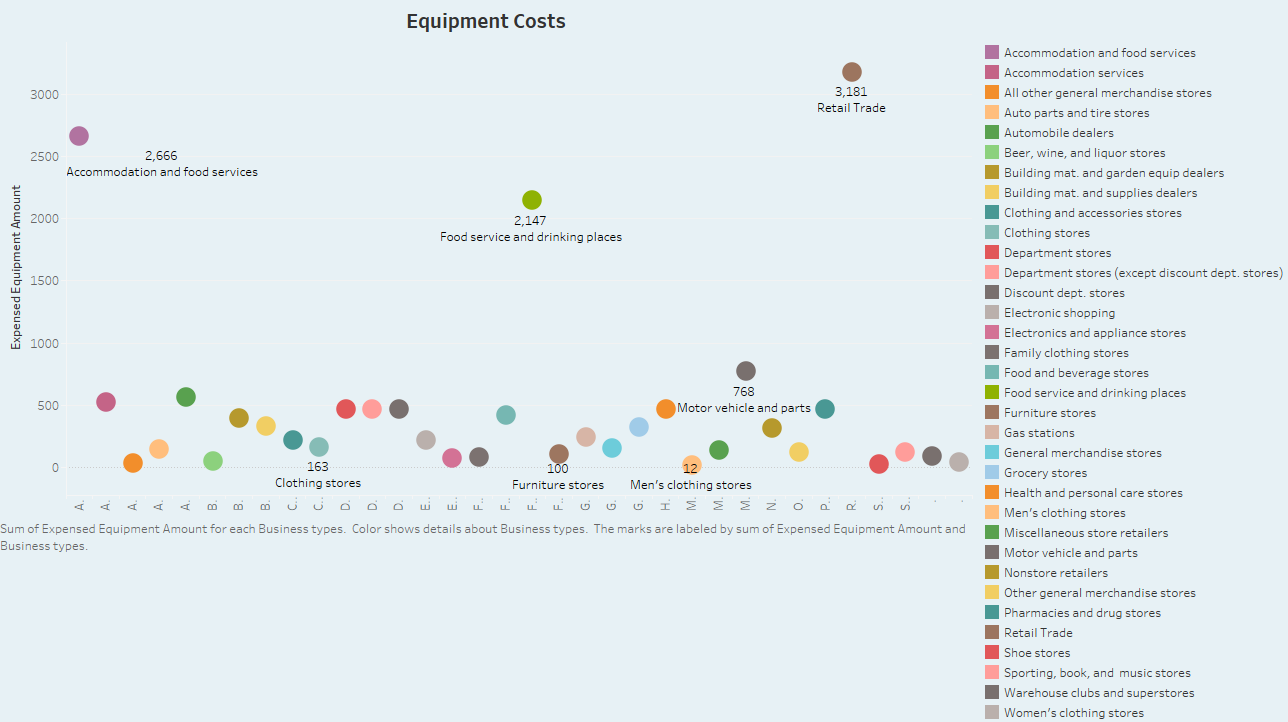 Equipment Costs
Expensed Equipment Amount
3000
2500
2000
1500
1000
500
0
3,181
Retail Trade
2,666
Accommodation and food services
2,147
Food service and drinking places
768
Motor vehicle and parts
163
Clothing stores
100
Furniture stores
12
Men's clothing stores
A. A. A. A. A. B. B. B. C.. C.. D. D. D. E.. E.. F.. F.. F.. F.. G. G. G. H. M. M. M. N. O. P.. R. S.. S.. . .
Sum of Expensed Equipment Amount for each Business types. Color shows details about Business types. The marks are labeled by sum of Expensed Equipment Amount and
Business types.
Accommodation and food services
Accommodation services
All other general merchandise stores
Auto parts and tire stores
Automobile dealers
Beer, wine, and liquor stores
Building mat. and garden equip dealers
Building mat. and supplies dealers
Clothing and accessories stores
Clothing stores
Department stores
Department stores (except discount dept. stores)
Discount dept. stores
Electronic shopping
Electronics and appliance stores
Family clothing stores
Food and beverage stores
Food service and drinking places
Furniture stores
Gas stations
General merchandise stores
Grocery stores
Health and personal care stores
Men's clothing stores
Miscellaneous store retailers
Motor vehicle and parts
Nonstore retailers
Other general merchandise stores
Pharmacies and drug stores
Retail Trade
Shoe stores
Sporting, book, and music stores
Warehouse clubs and superstores
Women's clothing stores